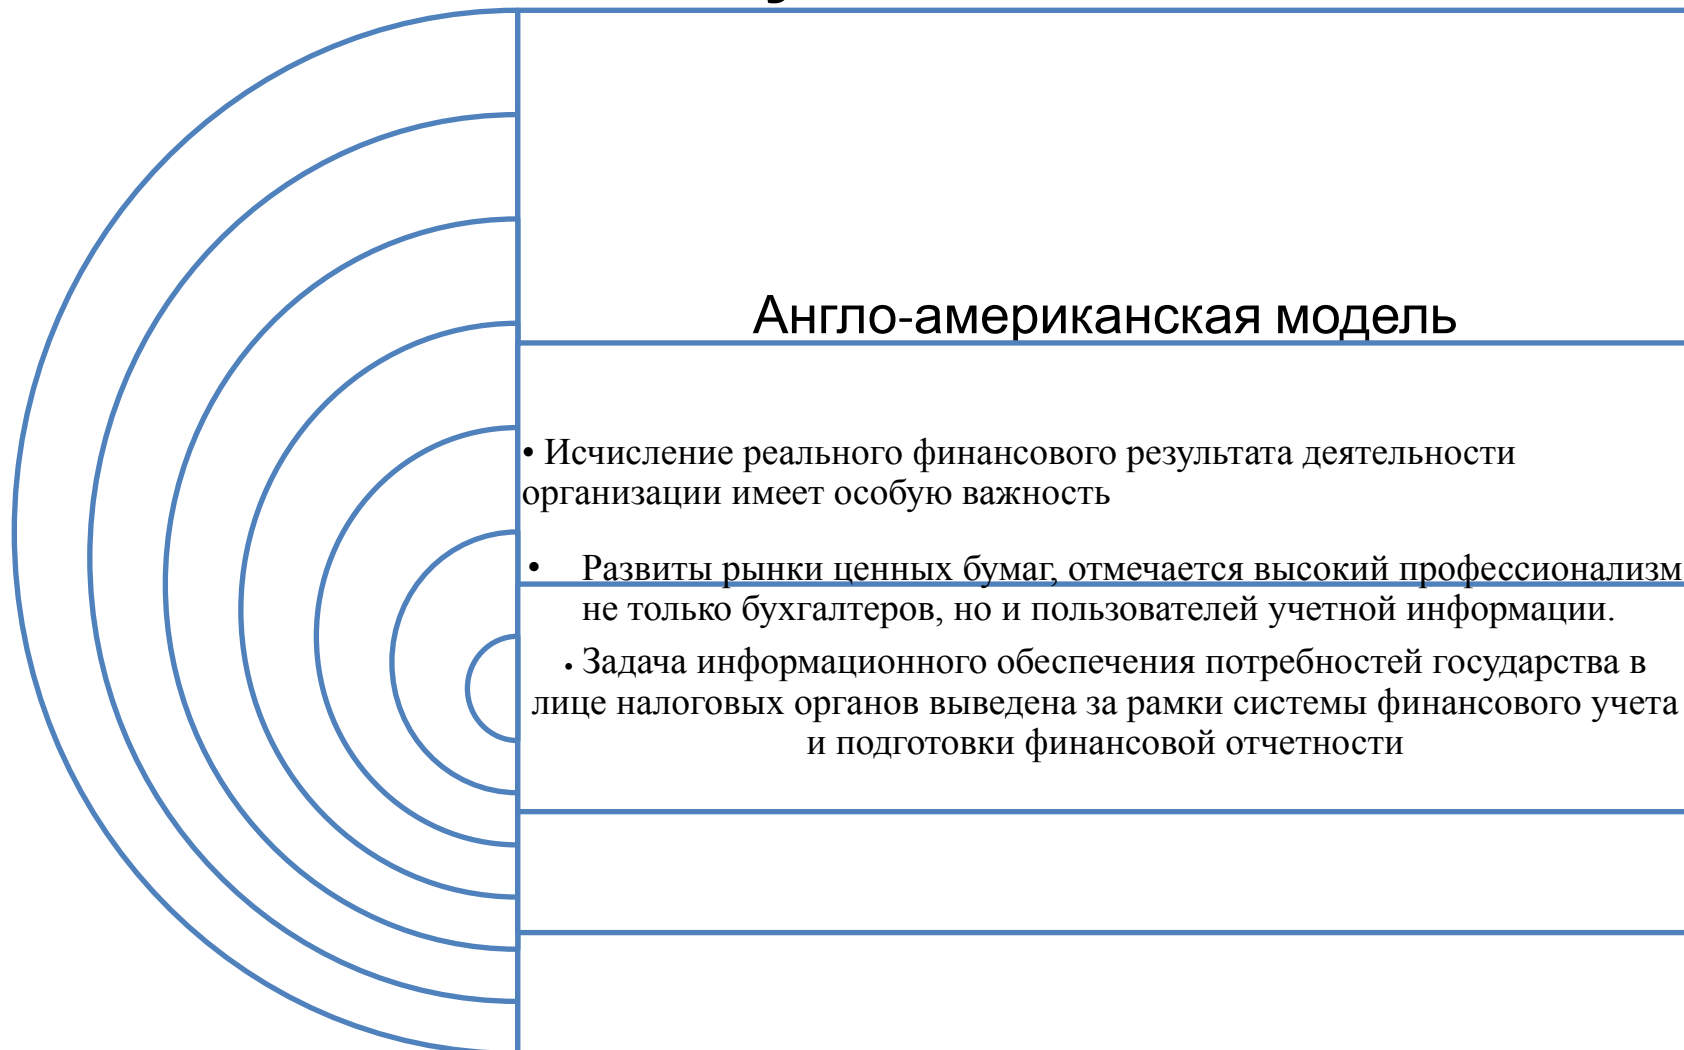 Англо-американская модель
• Исчисление реального финансового результата деятельности
организации имеет особую важность
• Развиты рынки ценных бумаг, отмечается высокий профессионализм
не только бухгалтеров, но и пользователей учетной информации.
• Задача информационного обеспечения потребностей государства в
лице налоговых органов выведена за рамки системы финансового учета
и подготовки финансовой отчетности